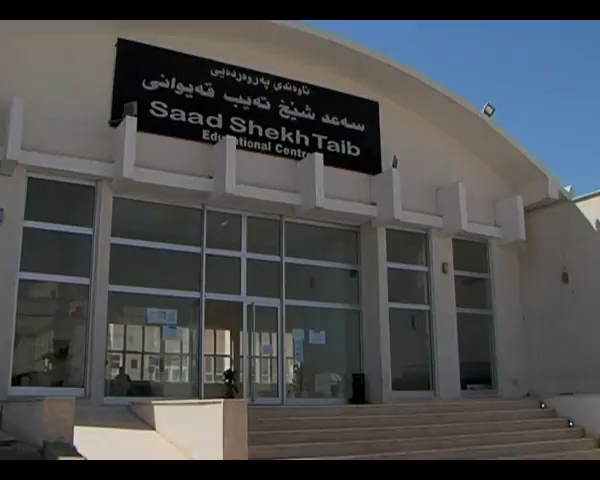 ناوەندی پەروەردەیی
سەعد شێخ تەیب قەیوانی
Saad Shekh Taib
Educational Centre